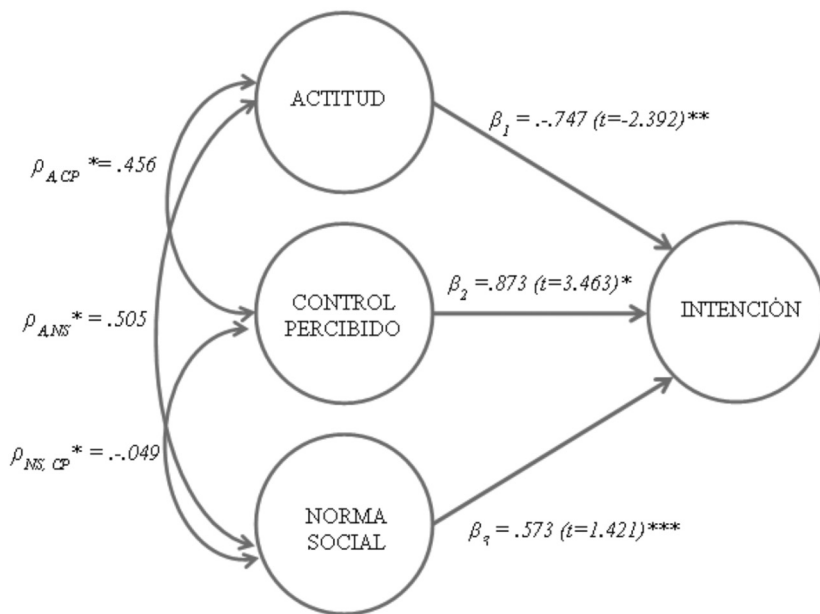 ACTITUD
β1 = .-.747 (t=-2.392)**
ρA,CP *= .456
CONTROL
PERCIBIDO
β2 =.873 (t=3.463)*
INTENCIÓN
ρA,NS* = .505
ρNS, CP* = .-.049
NORMA
SOCIAL
β3 = .573 (t=1.421)***